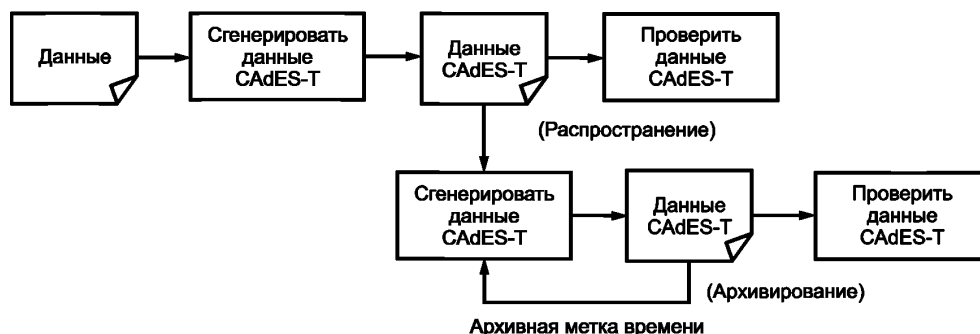 Данные
Сгенерировать
данные
CAdES-T
Данные
CAdES-T
Проверить
данные
CAdES-T
(Распространение)
Сгенерировать
данные
CAdES-T
Данные
CAdES-T
Проверить
данные
CAdES-T
(Архивирование)
Архивная метка времени